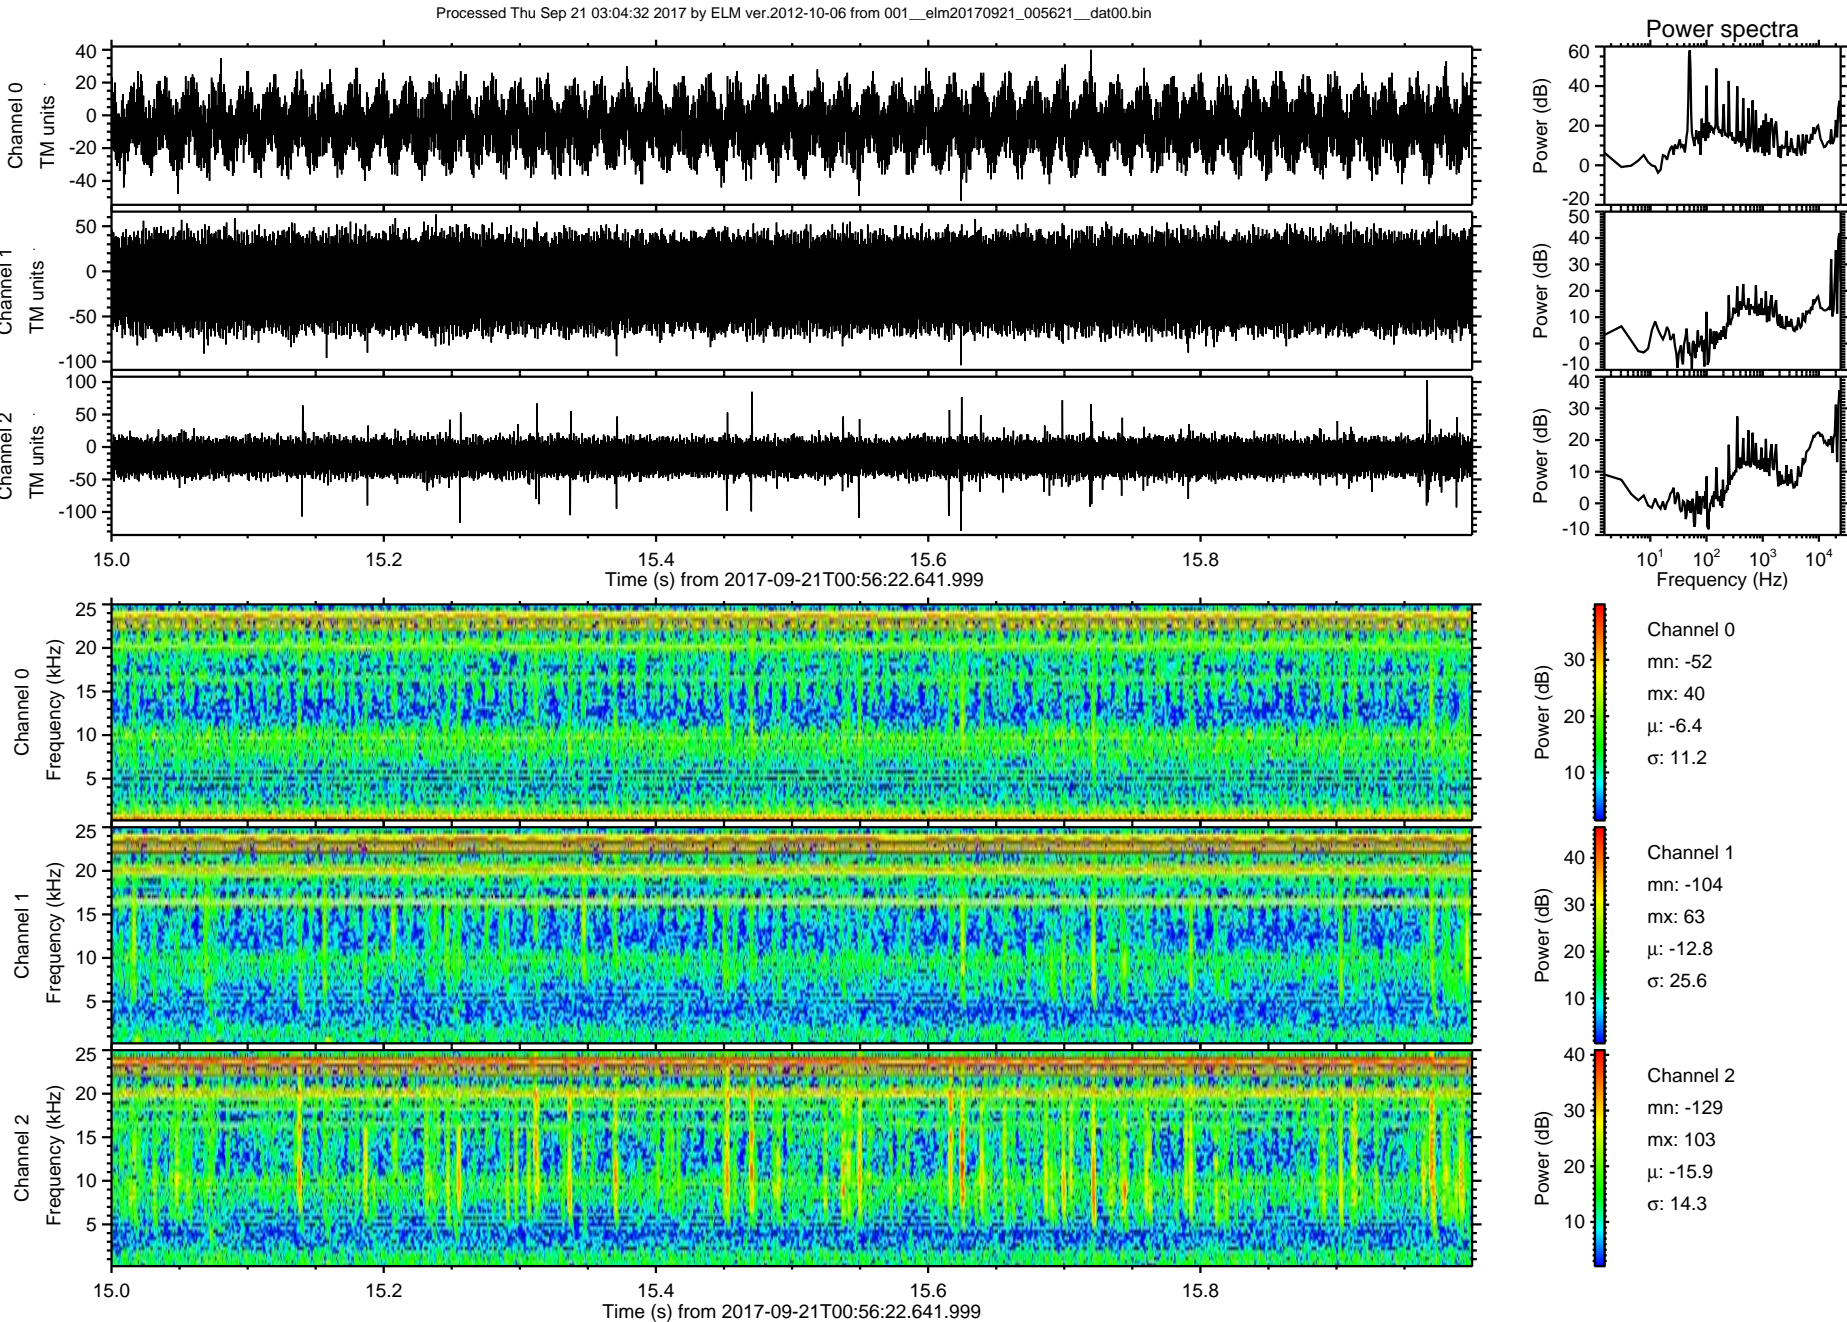 Processed Thu Sep 21 03:04:32 2017 by ELM ver.2012-10-06 from 001__elm20170921_005621__dat00.bin
Power spectra
Channel 0
TM units
40
20
0
-20
-40
Power (dB)
60
40
20
0
-20
Channel 1
TM units
50
0
-50
-100
Power (dB)
50
40
30
20
10
0
-10
Channel 2
TM units
100
50
0
-50
-100
Power (dB)
40
30
20
10
0
-10
15.0 15.2 15.4 15.6 15.8
Time (s) from 2017-09-21T00:56:22.641.999
10^1 10^2 10^3 10^4
Frequency (Hz)
Channel 0
Frequency (kHz)
25
20
15
10
5
Power (dB)
30
20
10
Channel 0
mn: -52
mx: 40
μ: -6.4
σ: 11.2
Channel 1
Frequency (kHz)
25
20
15
10
5
Power (dB)
40
30
20
10
Channel 1
mn: -104
mx: 63
μ: -12.8
σ: 25.6
Channel 2
Frequency (kHz)
25
20
15
10
5
Power (dB)
40
30
20
10
Channel 2
mn: -129
mx: 103
μ: -15.9
σ: 14.3
15.0 15.2 15.4 15.6 15.8
Time (s) from 2017-09-21T00:56:22.641.999